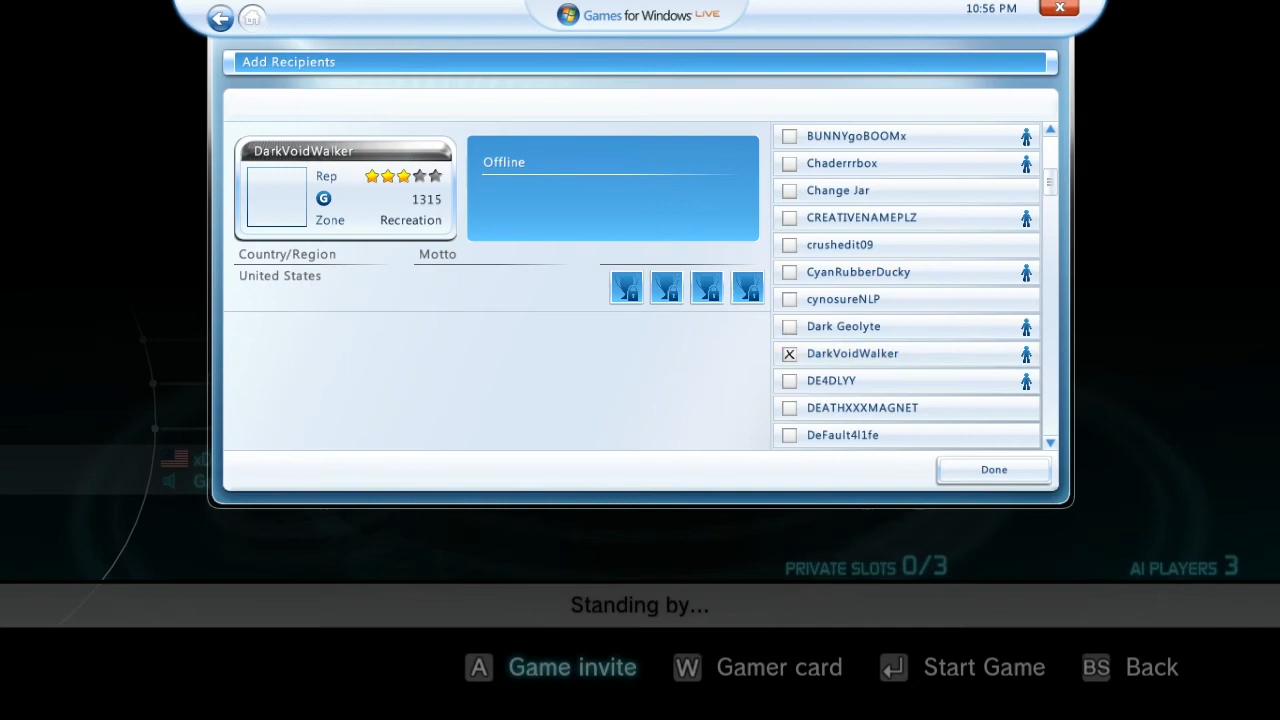 Games for Windows LIVE
10:56 PM
Add Recipients
DarkVoidWalker
Rep
G 1315
Zone Recreation
Offline
Country/Region
United States
Motto
BUNNYgoBOOMx
Chaderrrbox
Change Jar
CREATIVENAMEPLZ
crushedit09
CyanRubberDucky
cynosureNLP
Dark Geolyte
X DarkVoidWalker
DE4DLYY
DEATHXXXMAGNET
DeFault4l1fe
Done
PRIVATE SLOTS 0/3
AI PLAYERS 3
Standing by...
A Game invite
W Gamer card
Start Game
BS Back